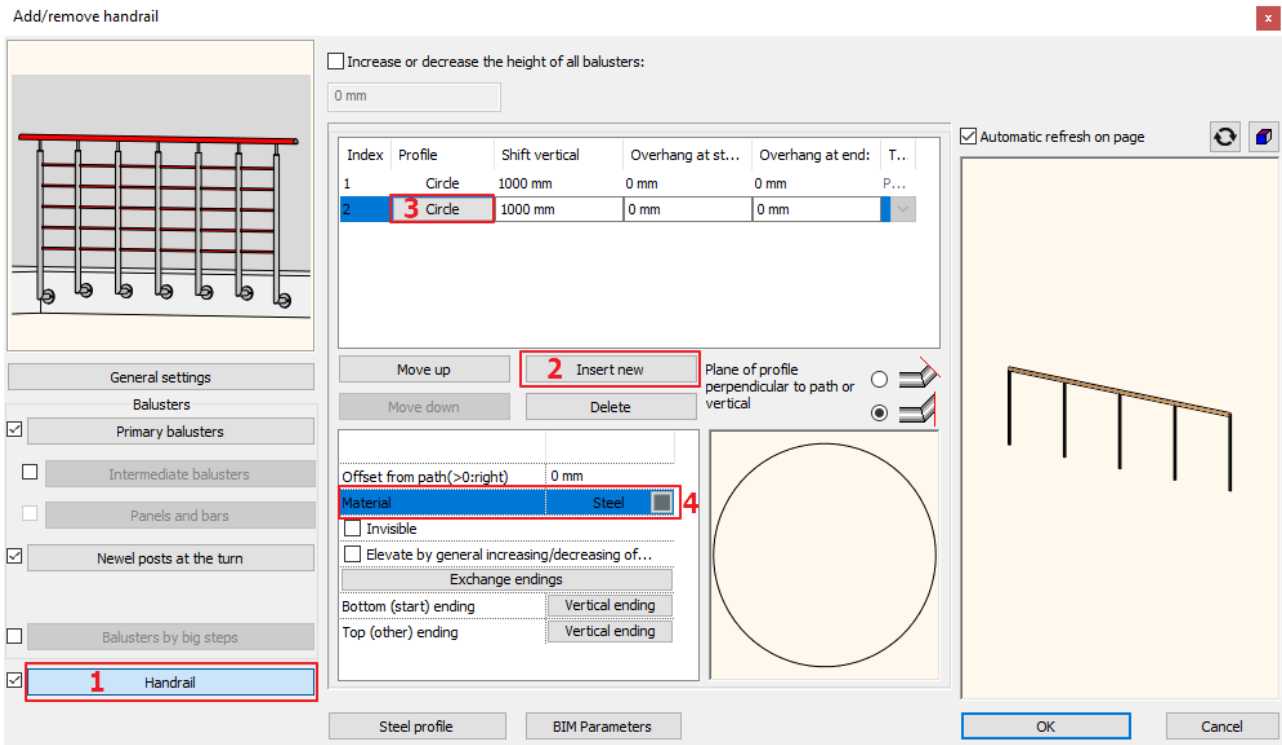 Add/remove handrail
x
Increase or decrease the height of all balusters:
0 mm
Automatic refresh on page
Index Profile Shift vertical Overhang at st... Overhang at end: T...
1 Circle 1000 mm 0 mm 0 mm P...
2 3 Circle 1000 mm 0 mm 0 mm
General settings
Balusters
Primary balusters
Intermediate balusters
Panels and bars
Newel posts at the turn
Balusters by big steps
1 Handrail
Move up 2 Insert new
Move down Delete
Plane of profile
perpendicular to path or
vertical
Offset from path(>0:right) 0 mm
Material Steel 4
Invisible
Elevate by general increasing/decreasing of...
Exchange endings
Bottom (start) ending Vertical ending
Top (other) ending Vertical ending
Steel profile BIM Parameters OK Cancel